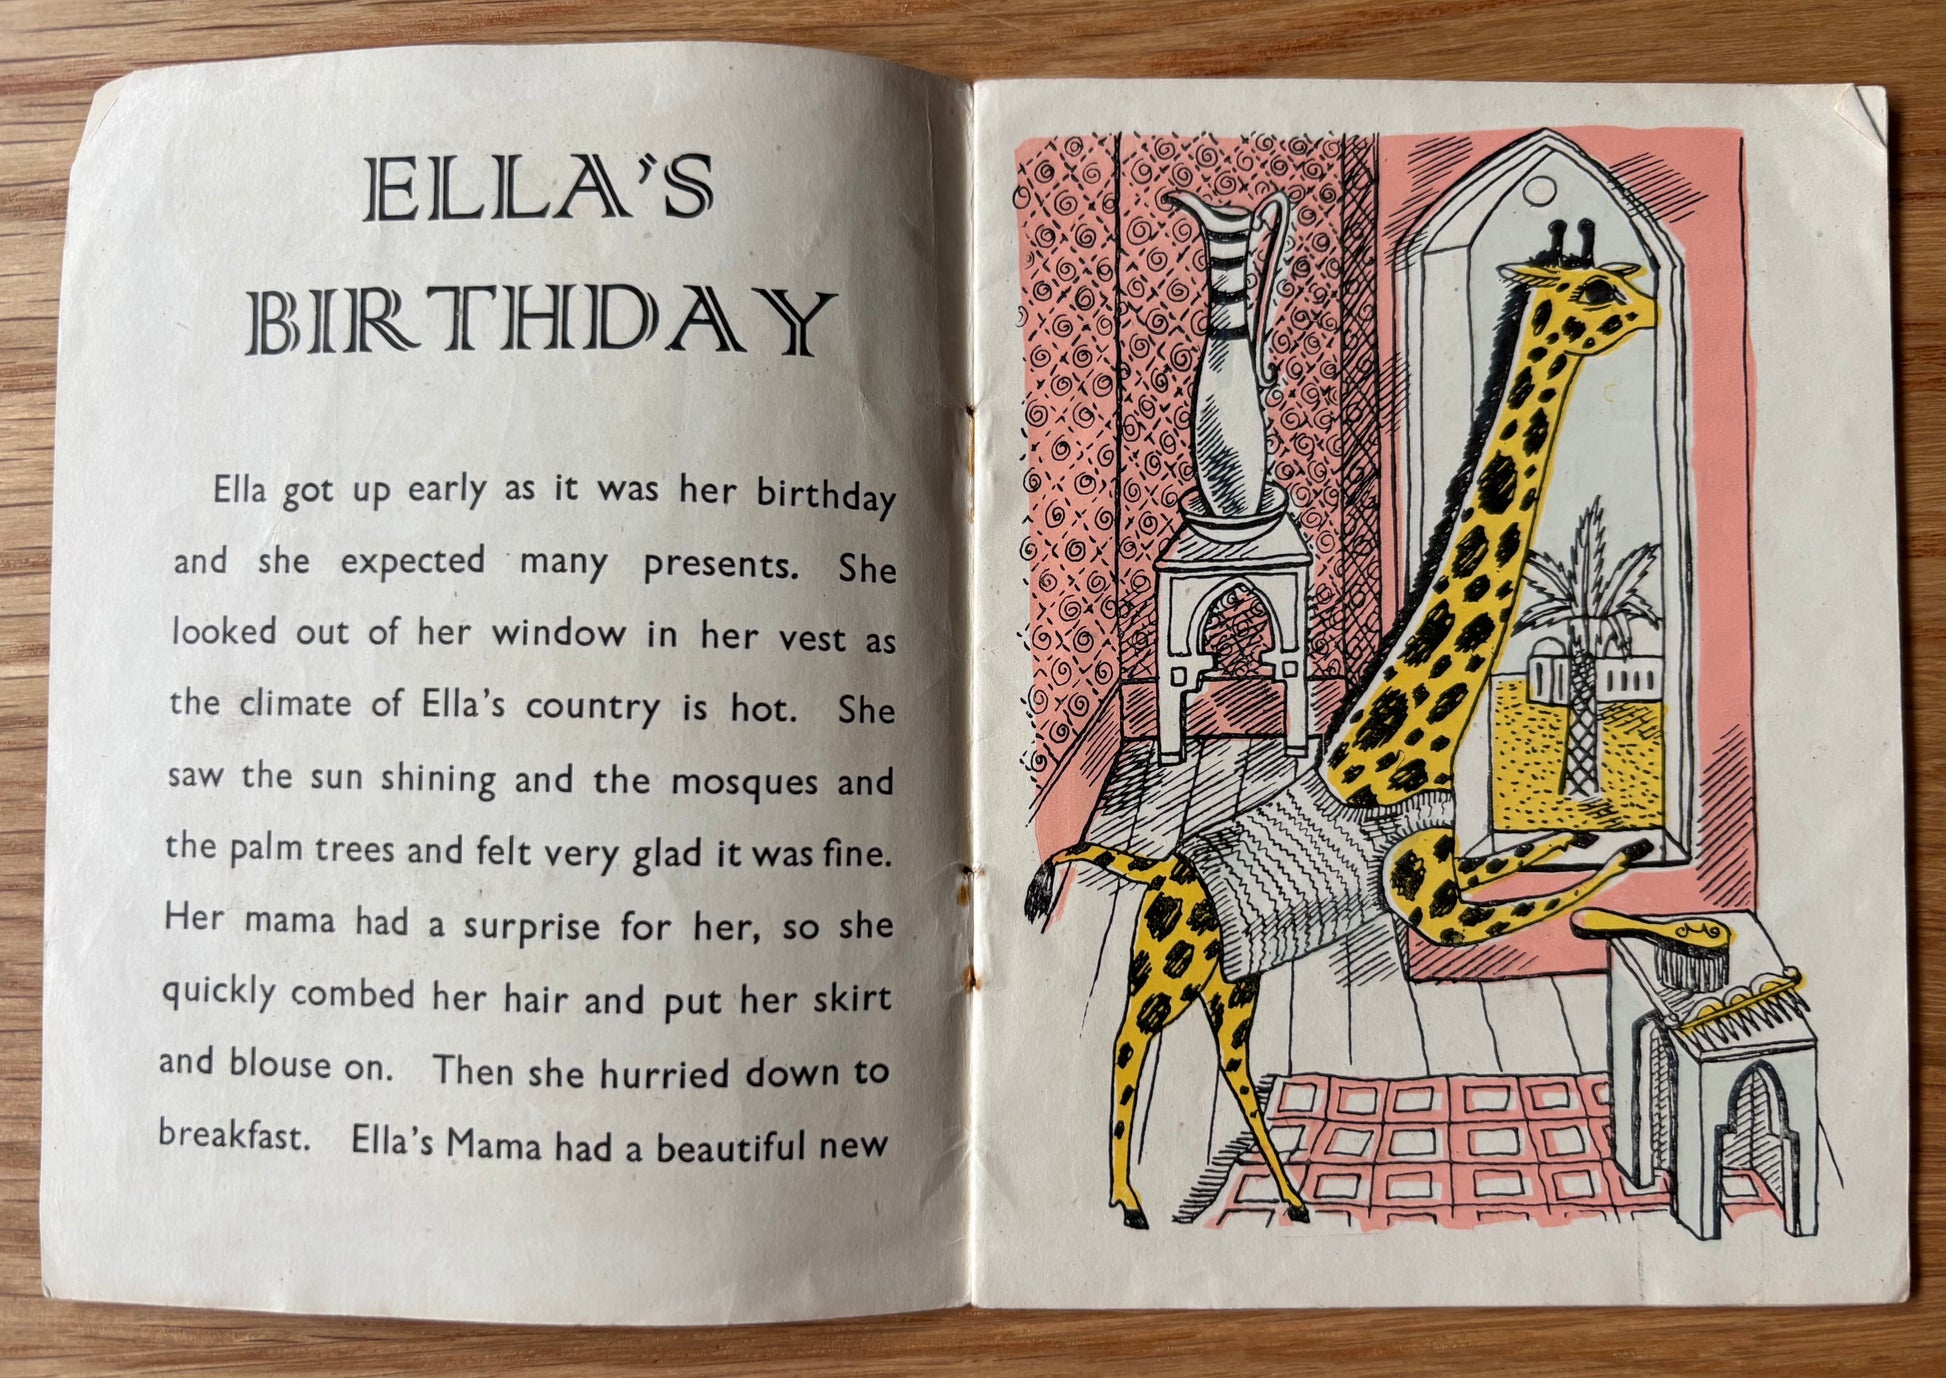 ELLA'S
BIRTHDAY
Ella got up early as it was her birthday
and she expected many presents. She
looked out of her window in her vest as
the climate of Ella's country is hot. She
saw the sun shining and the mosques and
the palm trees and felt very glad it was fine.
Her mama had a surprise for her, so she
quickly combed her hair and put her skirt
and blouse on. Then she hurried down to
breakfast. Ella's Mama had a beautiful new